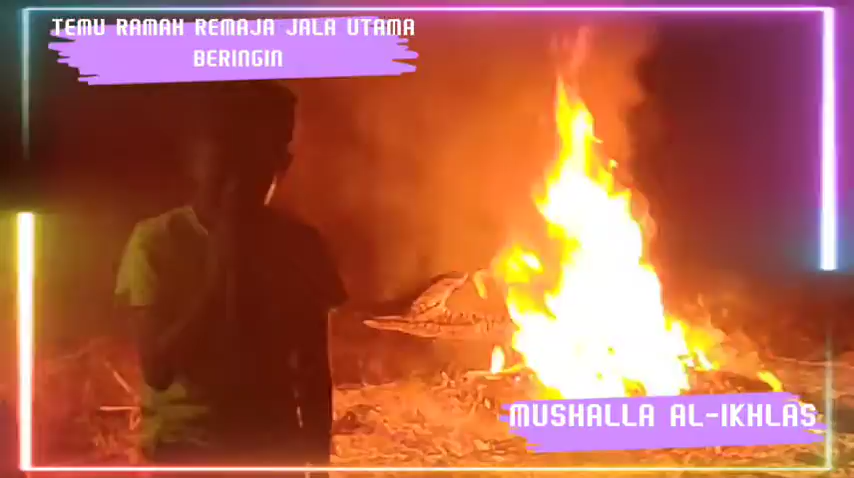 TEMU RAMAH REMAJA JALA UTAMA
BERINGIN
MUSHALLA AL-IKHLAS